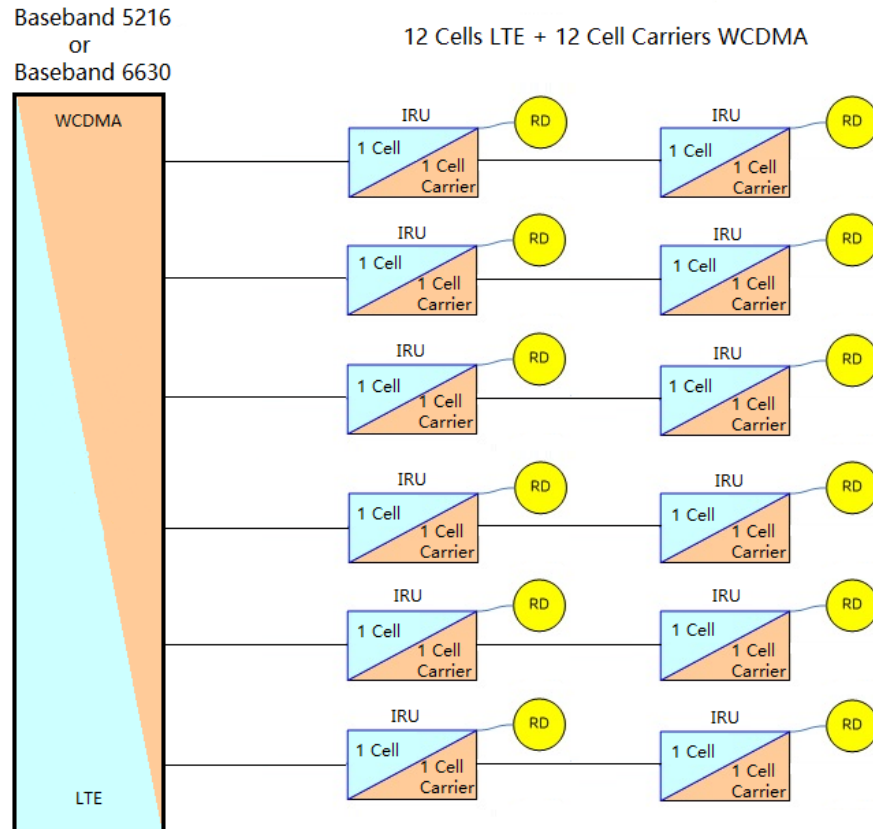 Baseband 5216
or
Baseband 6630
12 Cells LTE + 12 Cell Carriers WCDMA
WCDMA
LTE
IRU
RD
1 Cell
1 Cell
Carrier
IRU
RD
1 Cell
1 Cell
Carrier
IRU
RD
1 Cell
1 Cell
Carrier
IRU
RD
1 Cell
1 Cell
Carrier
IRU
RD
1 Cell
1 Cell
Carrier
IRU
RD
1 Cell
1 Cell
Carrier
IRU
RD
1 Cell
1 Cell
Carrier
IRU
RD
1 Cell
1 Cell
Carrier
IRU
RD
1 Cell
1 Cell
Carrier
IRU
RD
1 Cell
1 Cell
Carrier
IRU
RD
1 Cell
1 Cell
Carrier
IRU
RD
1 Cell
1 Cell
Carrier